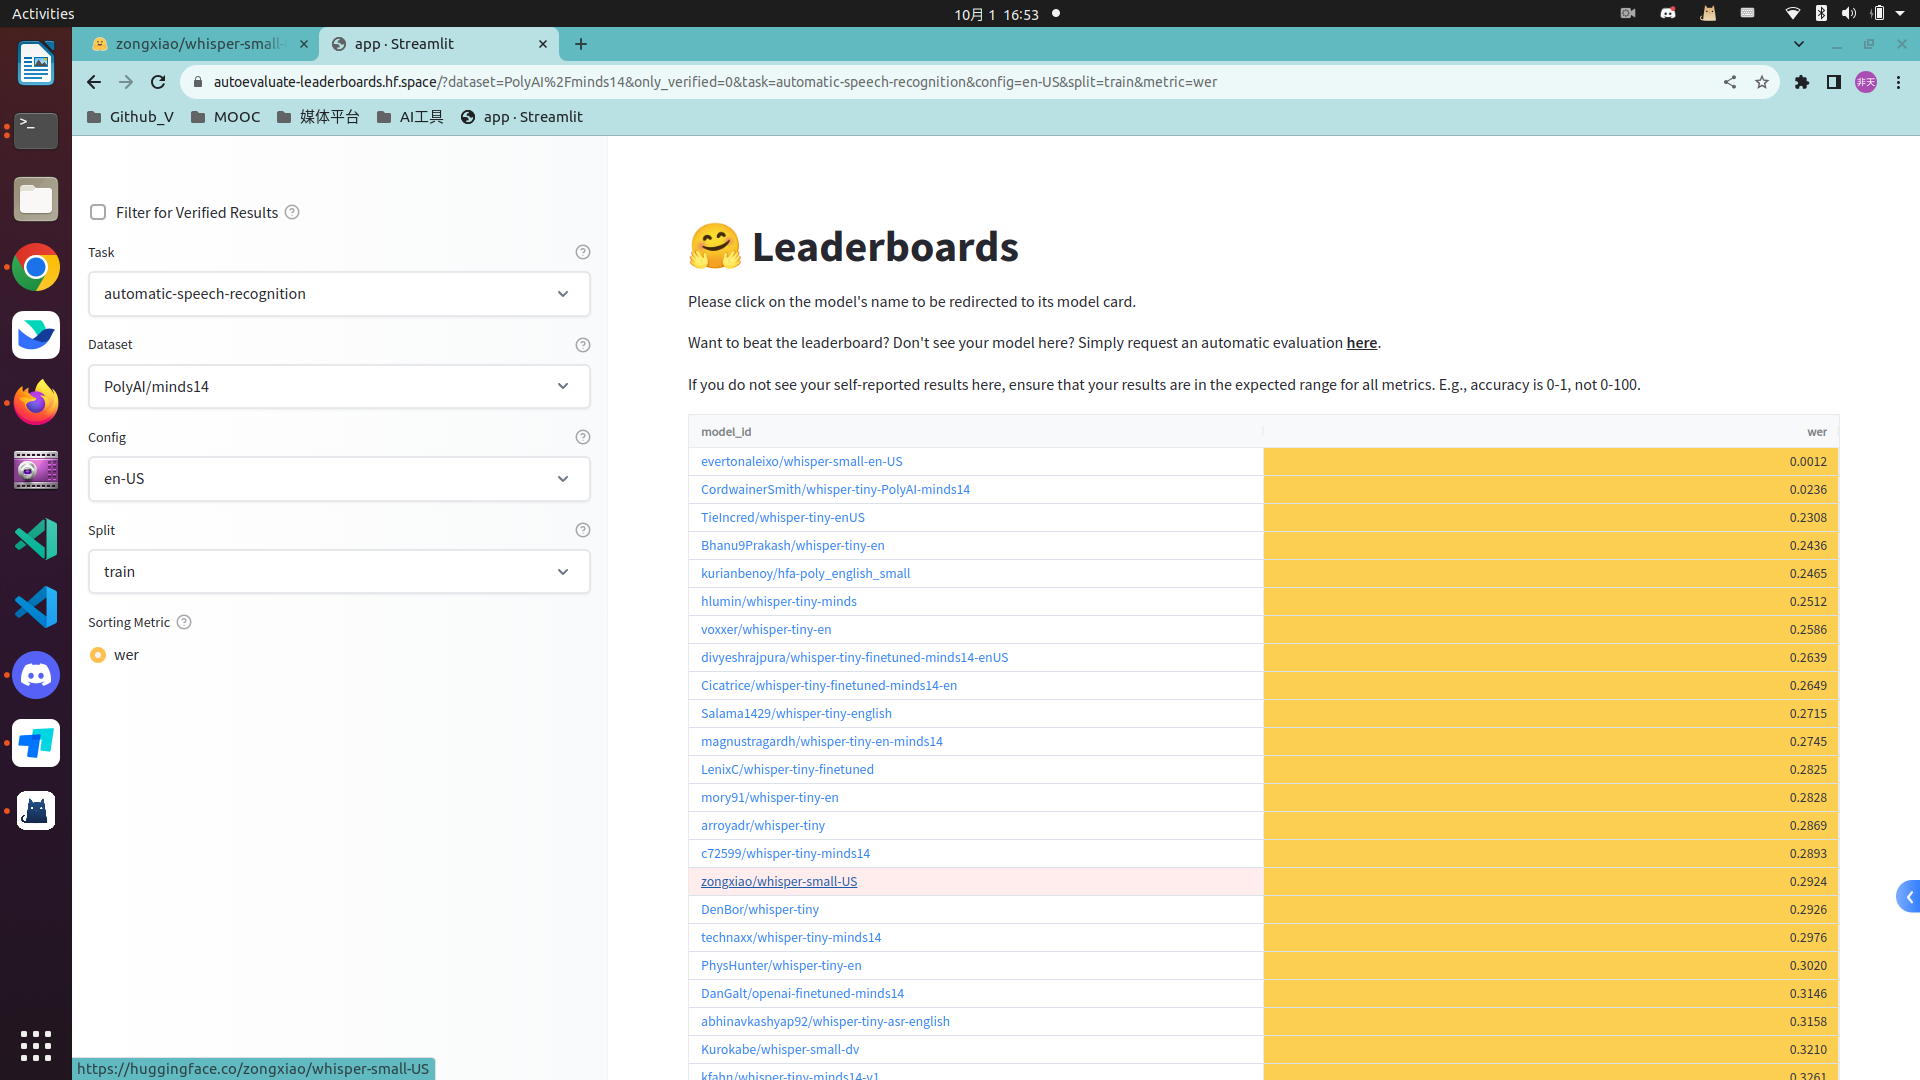 Activities
10月 1 16:53
zongxiao/whisper-small-
app · Streamlit
autoevaluate-leaderboards.hf.space/?dataset=PolyAI%2Fminds14&only_verified=0&task=automatic-speech-recognition&config=en-US&split=train&metric=wer
非天
Github_V
MOOC
媒体平台
AI工具
app · Streamlit
Filter for Verified Results
Task
automatic-speech-recognition
Dataset
PolyAI/minds14
Config
en-US
Split
train
Sorting Metric
wer
Leaderboards
Please click on the model's name to be redirected to its model card.
Want to beat the leaderboard? Don't see your model here? Simply request an automatic evaluation here.
If you do not see your self-reported results here, ensure that your results are in the expected range for all metrics. E.g., accuracy is 0-1, not 0-100.
model_id wer
evertonaleixo/whisper-small-en-US 0.0012
CordwainerSmith/whisper-tiny-PolyAI-minds14 0.0236
TieIncred/whisper-tiny-enUS 0.2308
Bhanu9Prakash/whisper-tiny-en 0.2436
kurianbenoy/hfa-poly_english_small 0.2465
hlumin/whisper-tiny-minds 0.2512
voxxer/whisper-tiny-en 0.2586
divyeshrajpura/whisper-tiny-finetuned-minds14-enUS 0.2639
Cicatrice/whisper-tiny-finetuned-minds14-en 0.2649
Salama1429/whisper-tiny-english 0.2715
magnustragardh/whisper-tiny-en-minds14 0.2745
LenixC/whisper-tiny-finetuned 0.2825
mory91/whisper-tiny-en 0.2828
arroyadr/whisper-tiny 0.2869
c72599/whisper-tiny-minds14 0.2893
zongxiao/whisper-small-US 0.2924
DenBor/whisper-tiny 0.2926
technaxx/whisper-tiny-minds14 0.2976
PhysHunter/whisper-tiny-en 0.3020
DanGalt/openai-finetuned-minds14 0.3146
abhinavkashyap92/whisper-tiny-asr-english 0.3158
Kurokabe/whisper-small-dv 0.3210
kfahn/whisper-tiny-minds14-v1 0.3261
https://huggingface.co/zongxiao/whisper-small-US